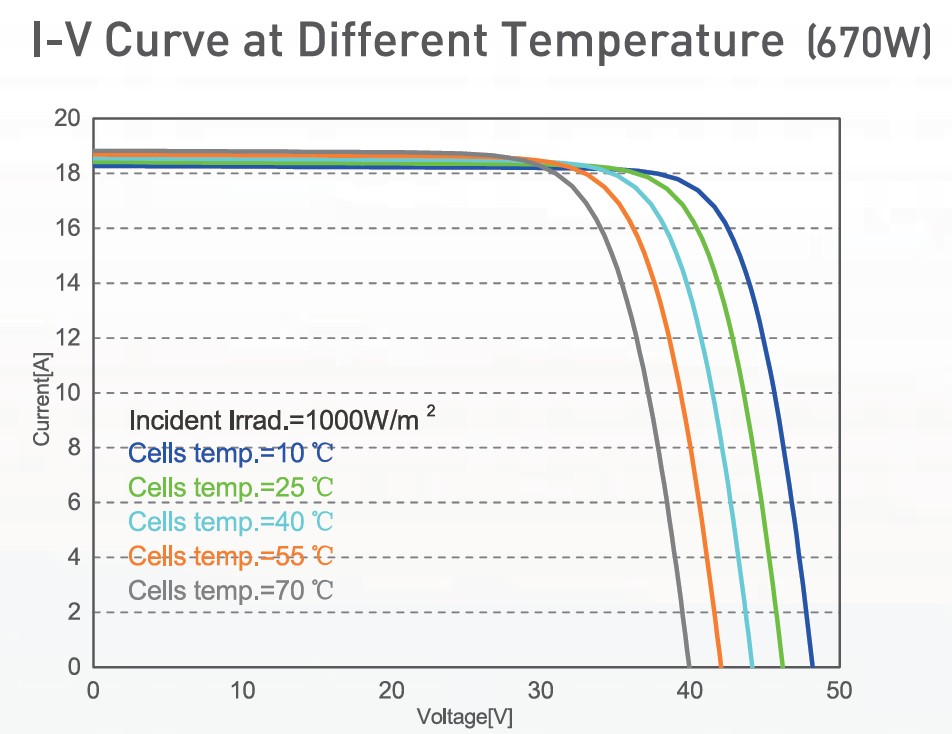 I-V Curve at Different Temperature (670W)
20
18
16
14
12
10
8
6
4
2
0
Current[A]
Incident Irrad.=1000W/m ²
Cells temp.=10 ℃
Cells temp.=25 ℃
Cells temp.=40 ℃
Cells temp.=55 ℃
Cells temp.=70 ℃
0 10 20 30 40 50
Voltage[V]